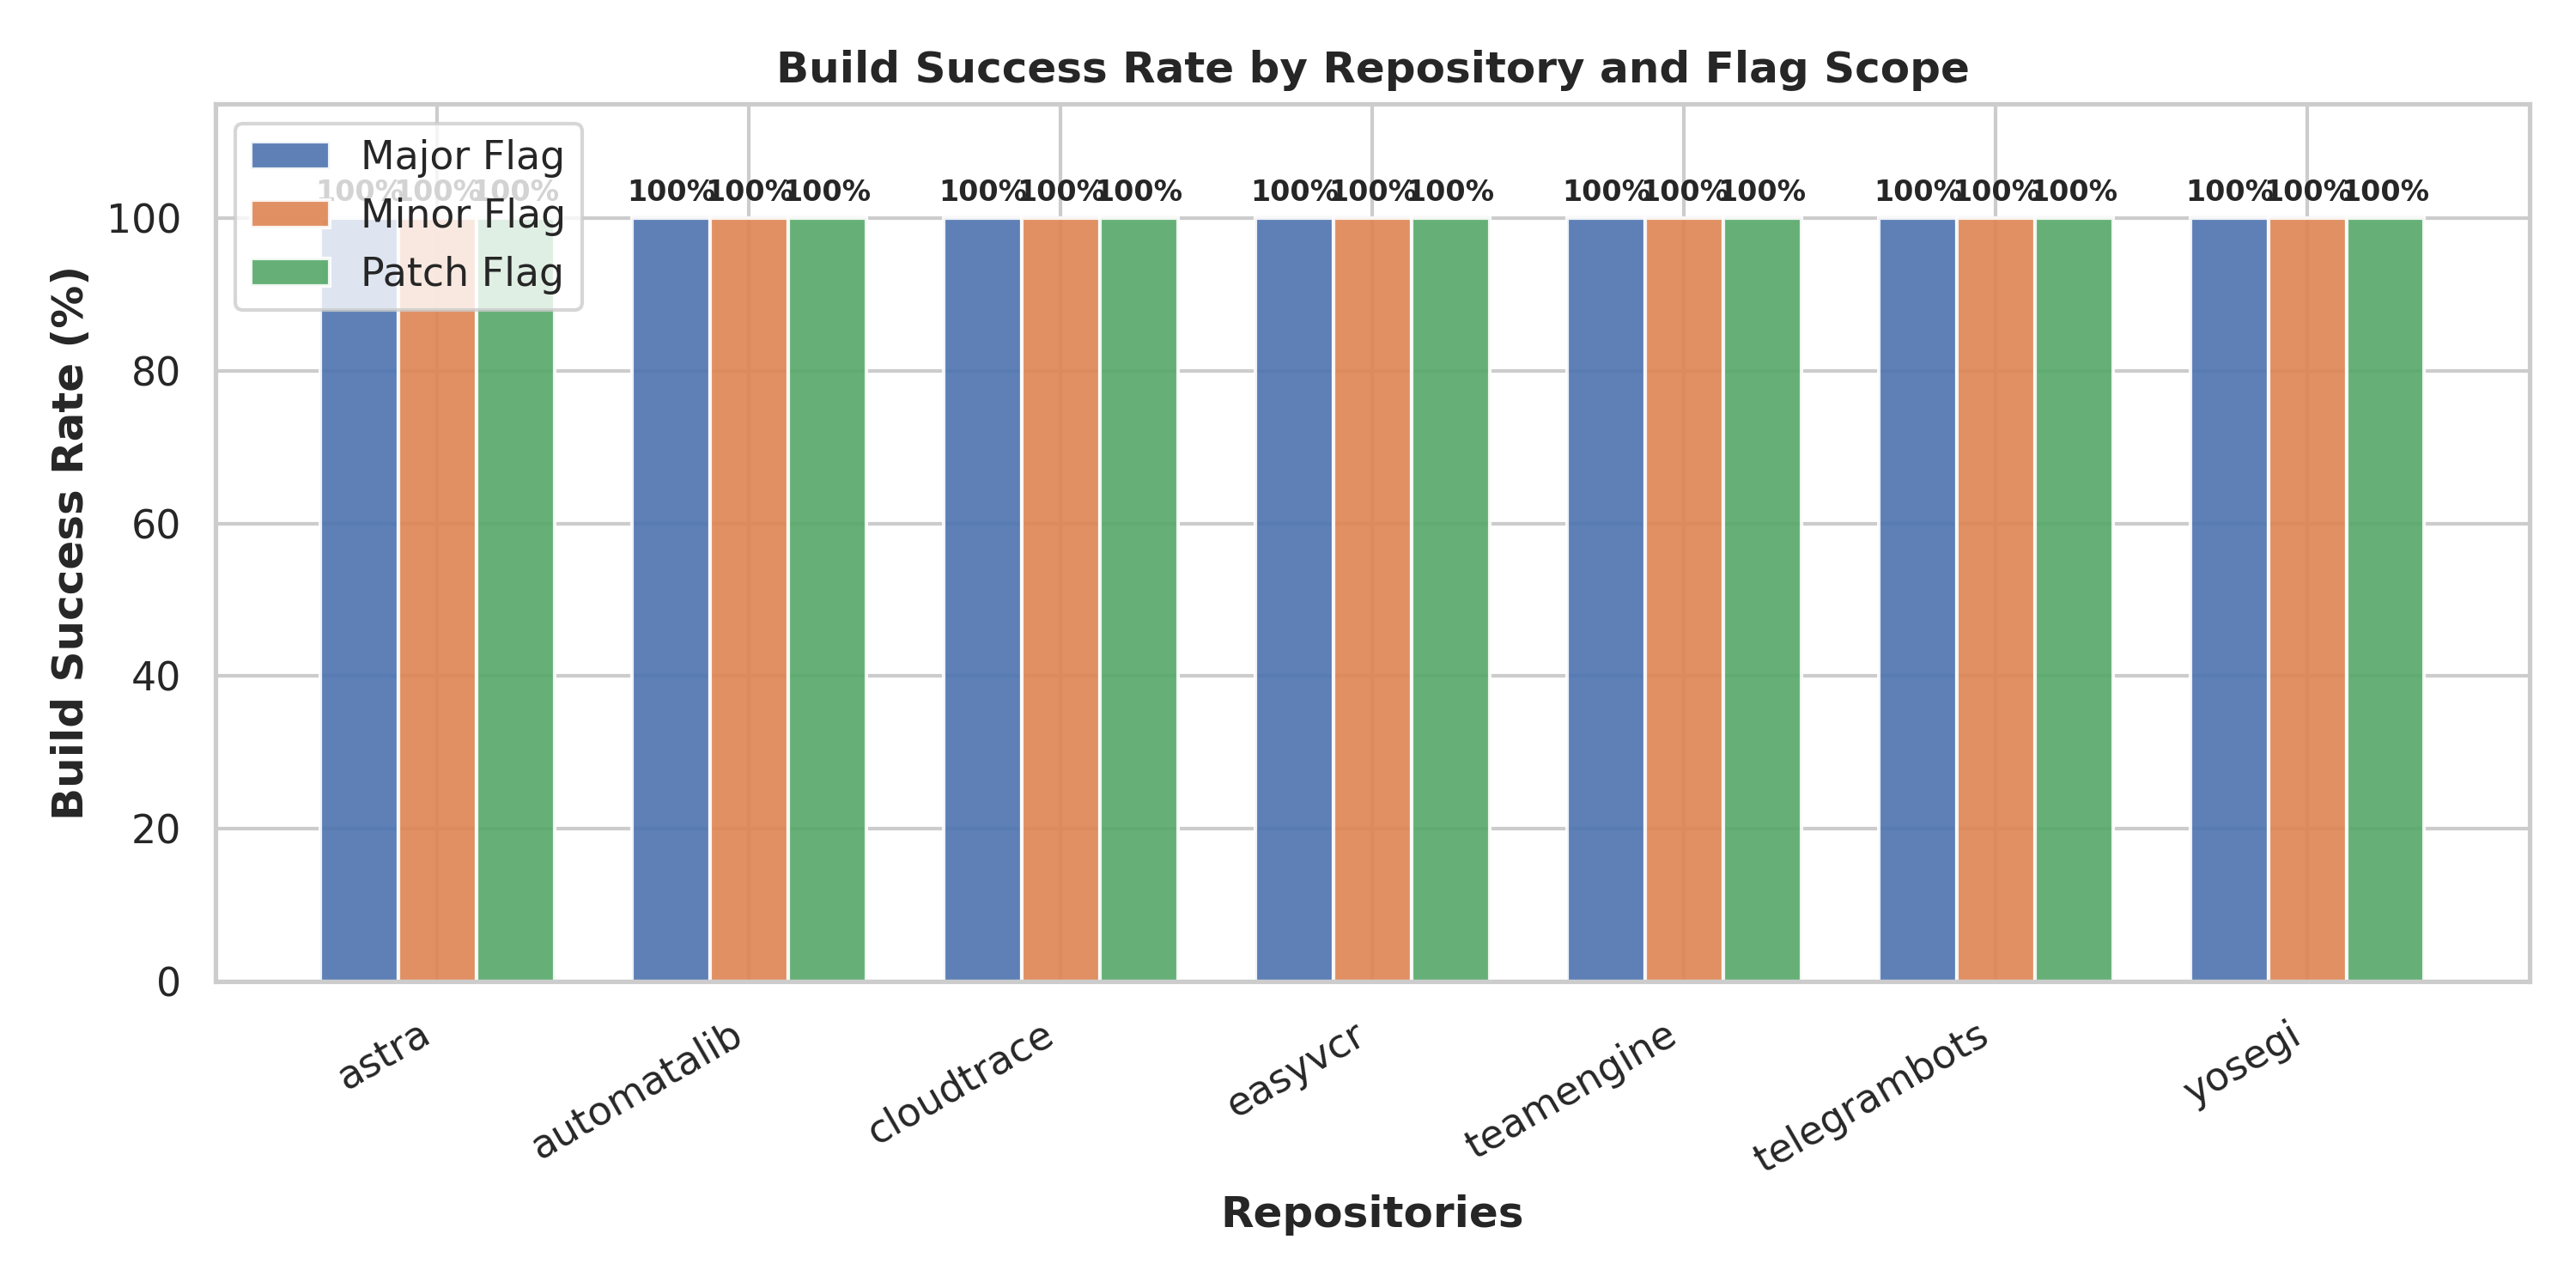 Build Success Rate by Repository and Flag Scope
Major Flag
Minor Flag
Patch Flag
100% 100% 100% 100% 100% 100% 100% 100% 100% 100% 100% 100% 100% 100% 100% 100% 100% 100% 100% 100% 100%
100
80
60
40
20
0
Build Success Rate (%)
astra
automatalib
cloudtrace
easyvcr
teamengine
telegrambots
yosegi
Repositories